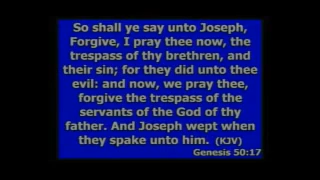 So shall ye say unto Joseph,
Forgive, I pray thee now, the
trespass of thy brethren, and
their sin; for they did unto thee
evil: and now, we pray thee,
forgive the trespass of the
servants of the God of thy
father. And Joseph wept when
they spake unto him. (KJV)
Genesis 50:17